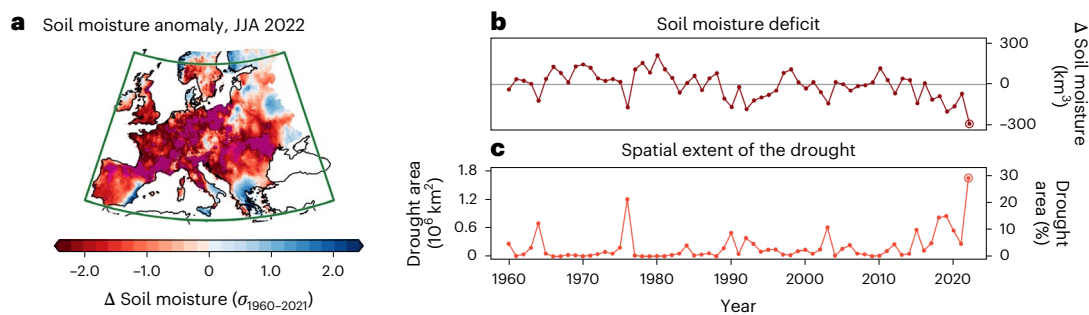 a Soil moisture anomaly, JJA 2022
−2.0 −1.0 0 1.0 2.0
Δ Soil moisture (σ1960–2021)
b Soil moisture deficit
300
0
−300
Δ Soil moisture
(km3)
c Spatial extent of the drought
1.8
1.2
0.6
0
Drought area
(106 km2)
30
20
10
0
Drought
area (%)
1960 1970 1980 1990 2000 2010 2020
Year